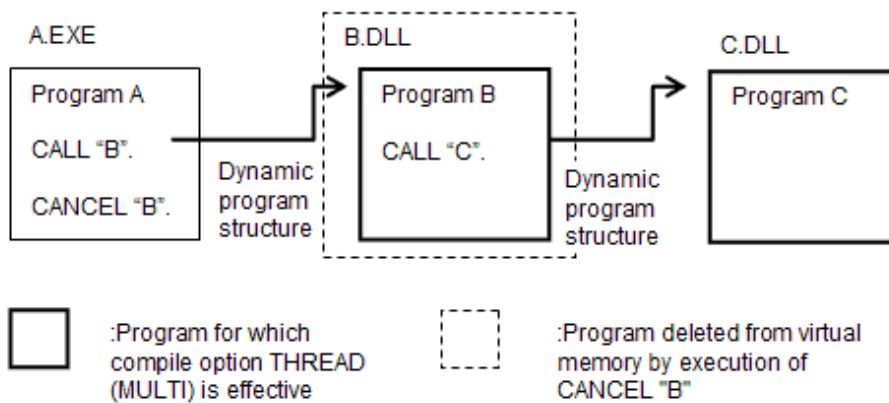 A.EXE
B.DLL
C.DLL
Program A
CALL “B”.
CANCEL “B”.
Dynamic
program
structure
Program B
CALL “C”.
Dynamic
program
structure
Program C
:Program for which
compile option THREAD
(MULTI) is effective
:Program deleted from virtual
memory by execution of
CANCEL "B"